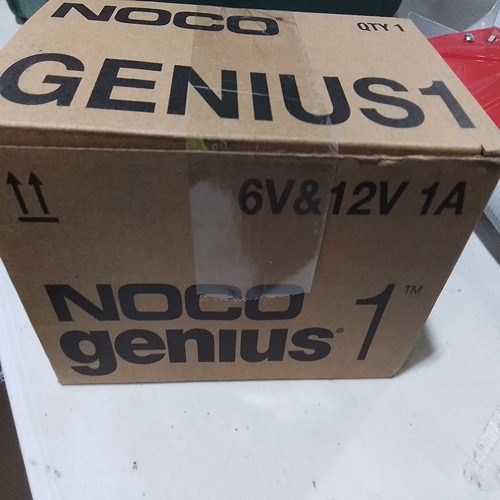 NOCO
QTY 1
GENIUS1
6V&12V 1A
NOCO
genius® 1™